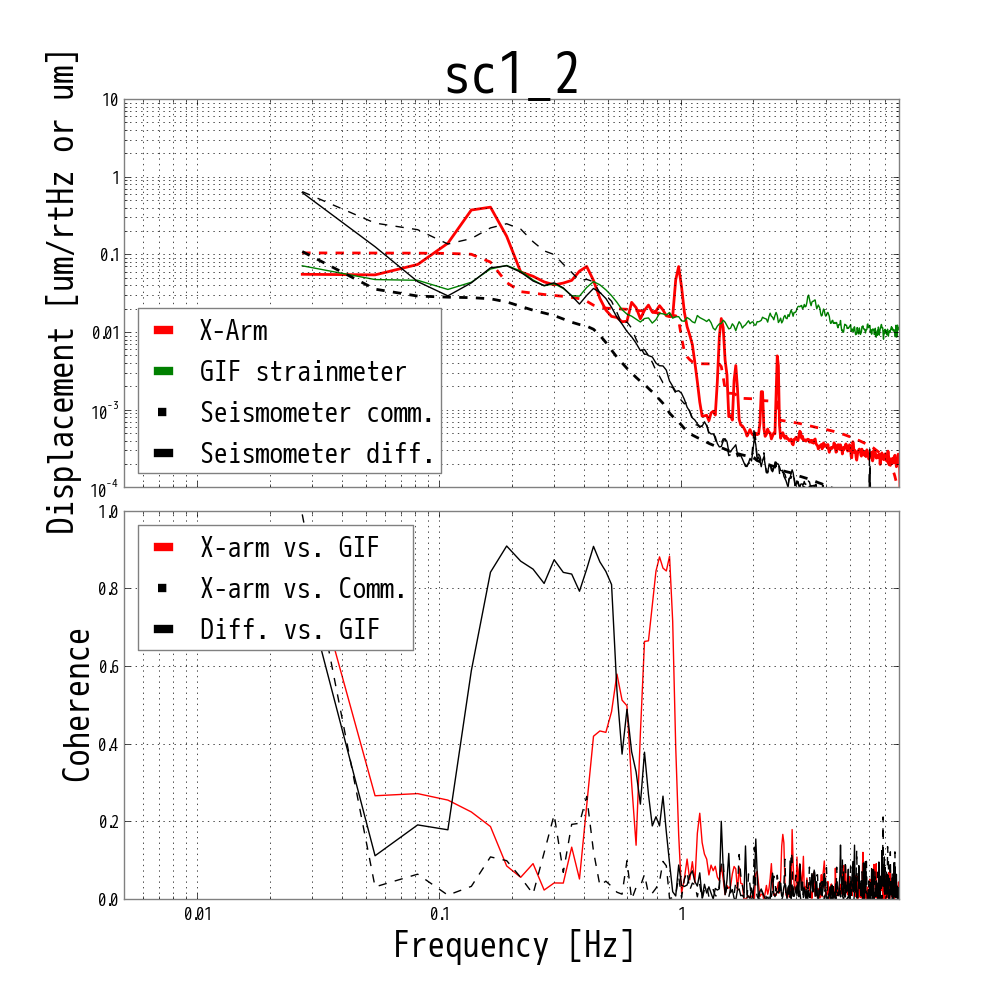 sc1_2
Displacement [um/rtHz or um]
10
1
0.1
0.01
10^-3
10^-4
X-Arm
GIF strainmeter
Seismometer comm.
Seismometer diff.
Coherence
1.0
0.8
0.6
0.4
0.2
0.0
X-arm vs. GIF
X-arm vs. Comm.
Diff. vs. GIF
0.01
0.1
1
Frequency [Hz]